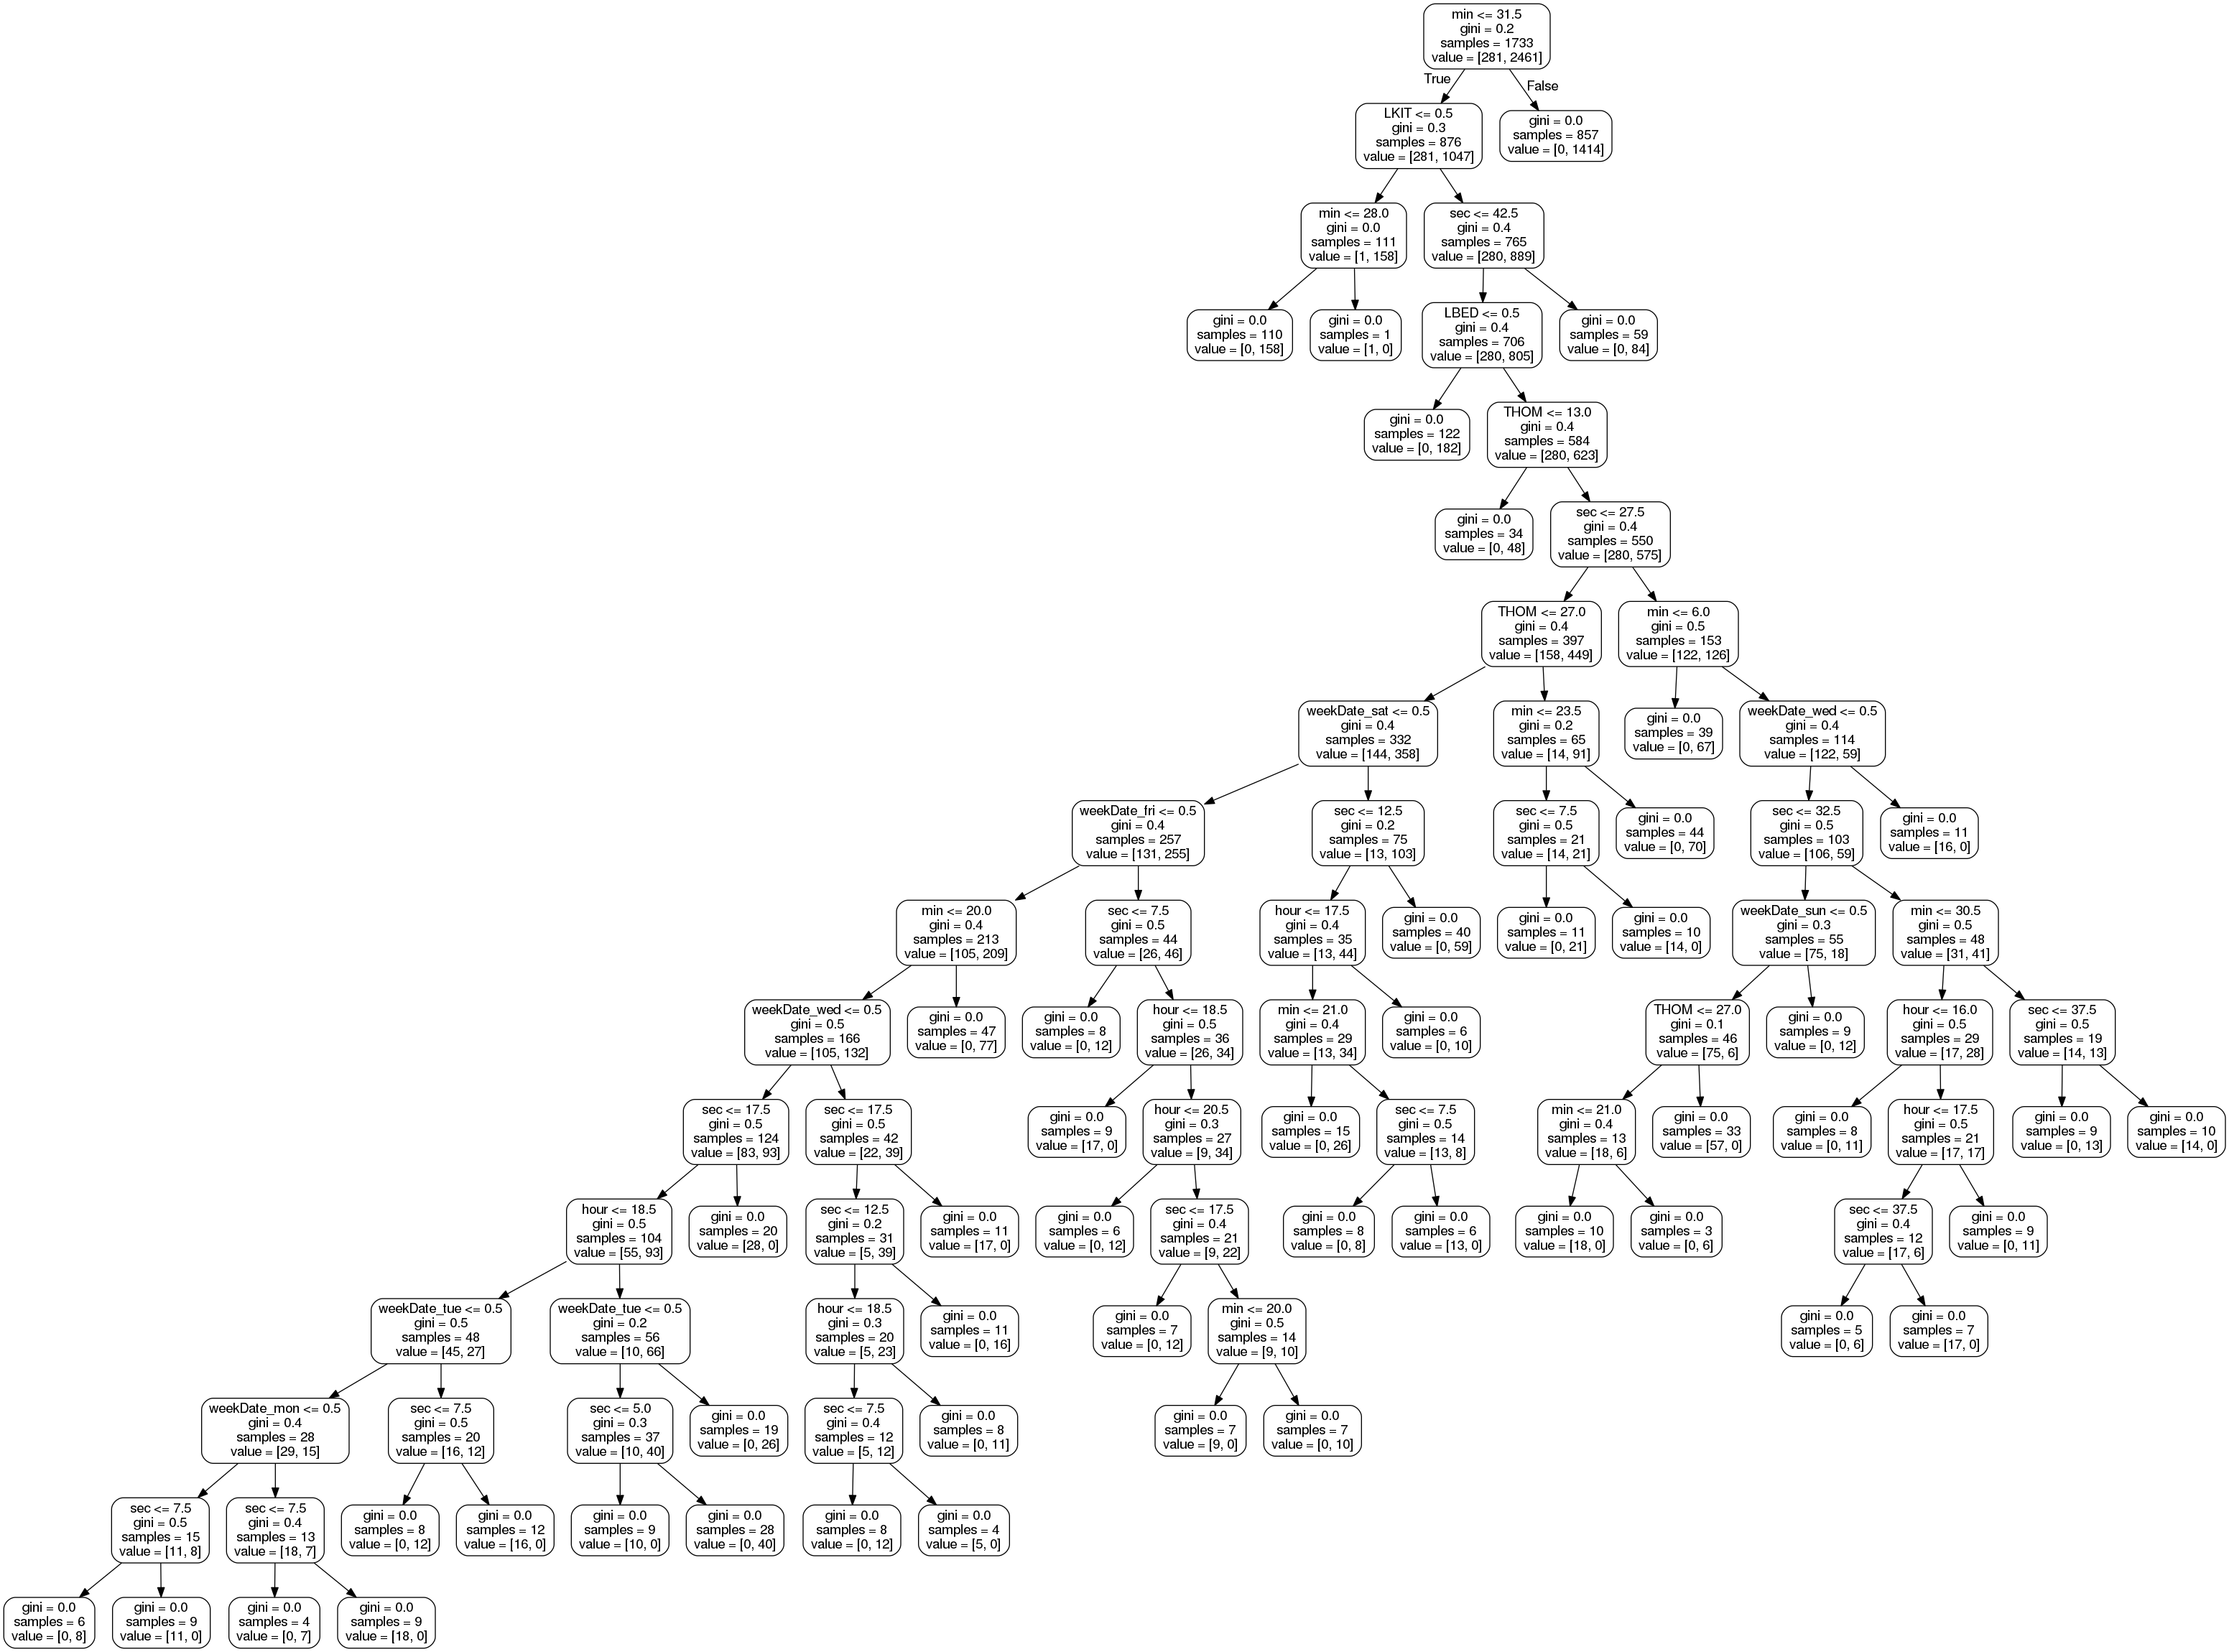 min <= 31.5
gini = 0.2
samples = 1733
value = [281, 2461]
True
False
LKIT <= 0.5
gini = 0.3
samples = 876
value = [281, 1047]
gini = 0.0
samples = 857
value = [0, 1414]
min <= 28.0
gini = 0.0
samples = 111
value = [1, 158]
sec <= 42.5
gini = 0.4
samples = 765
value = [280, 889]
gini = 0.0
samples = 110
value = [0, 158]
gini = 0.0
samples = 1
value = [1, 0]
LBED <= 0.5
gini = 0.4
samples = 706
value = [280, 805]
gini = 0.0
samples = 59
value = [0, 84]
gini = 0.0
samples = 122
value = [0, 182]
THOM <= 13.0
gini = 0.4
samples = 584
value = [280, 623]
gini = 0.0
samples = 34
value = [0, 48]
sec <= 27.5
gini = 0.4
samples = 550
value = [280, 575]
THOM <= 27.0
gini = 0.4
samples = 397
value = [158, 449]
min <= 6.0
gini = 0.5
samples = 153
value = [122, 126]
weekDate_sat <= 0.5
gini = 0.4
samples = 332
value = [144, 358]
min <= 23.5
gini = 0.2
samples = 65
value = [14, 91]
gini = 0.0
samples = 39
value = [0, 67]
weekDate_wed <= 0.5
gini = 0.4
samples = 114
value = [122, 59]
weekDate_fri <= 0.5
gini = 0.4
samples = 257
value = [131, 255]
sec <= 12.5
gini = 0.2
samples = 75
value = [13, 103]
sec <= 7.5
gini = 0.5
samples = 21
value = [14, 21]
gini = 0.0
samples = 44
value = [0, 70]
sec <= 32.5
gini = 0.5
samples = 103
value = [106, 59]
gini = 0.0
samples = 11
value = [16, 0]
min <= 20.0
gini = 0.4
samples = 213
value = [105, 209]
sec <= 7.5
gini = 0.5
samples = 44
value = [26, 46]
hour <= 17.5
gini = 0.4
samples = 35
value = [13, 44]
gini = 0.0
samples = 40
value = [0, 59]
gini = 0.0
samples = 11
value = [0, 21]
gini = 0.0
samples = 10
value = [14, 0]
weekDate_sun <= 0.5
gini = 0.3
samples = 55
value = [75, 18]
min <= 30.5
gini = 0.5
samples = 48
value = [31, 41]
weekDate_wed <= 0.5
gini = 0.5
samples = 166
value = [105, 132]
gini = 0.0
samples = 47
value = [0, 77]
gini = 0.0
samples = 8
value = [0, 12]
hour <= 18.5
gini = 0.5
samples = 36
value = [26, 34]
min <= 21.0
gini = 0.4
samples = 29
value = [13, 34]
gini = 0.0
samples = 6
value = [0, 10]
THOM <= 27.0
gini = 0.1
samples = 46
value = [75, 6]
gini = 0.0
samples = 9
value = [0, 12]
hour <= 16.0
gini = 0.5
samples = 29
value = [17, 28]
sec <= 37.5
gini = 0.5
samples = 19
value = [14, 13]
sec <= 17.5
gini = 0.5
samples = 124
value = [83, 93]
sec <= 17.5
gini = 0.5
samples = 42
value = [22, 39]
gini = 0.0
samples = 9
value = [17, 0]
hour <= 20.5
gini = 0.3
samples = 27
value = [9, 34]
gini = 0.0
samples = 15
value = [0, 26]
sec <= 7.5
gini = 0.5
samples = 14
value = [13, 8]
min <= 21.0
gini = 0.4
samples = 13
value = [18, 6]
gini = 0.0
samples = 33
value = [57, 0]
gini = 0.0
samples = 8
value = [0, 11]
hour <= 17.5
gini = 0.5
samples = 21
value = [17, 17]
gini = 0.0
samples = 9
value = [0, 13]
gini = 0.0
samples = 10
value = [14, 0]
hour <= 18.5
gini = 0.5
samples = 104
value = [55, 93]
gini = 0.0
samples = 20
value = [28, 0]
sec <= 12.5
gini = 0.2
samples = 31
value = [5, 39]
gini = 0.0
samples = 11
value = [17, 0]
gini = 0.0
samples = 6
value = [0, 12]
sec <= 17.5
gini = 0.4
samples = 21
value = [9, 22]
gini = 0.0
samples = 8
value = [0, 8]
gini = 0.0
samples = 6
value = [13, 0]
gini = 0.0
samples = 10
value = [18, 0]
gini = 0.0
samples = 3
value = [0, 6]
sec <= 37.5
gini = 0.4
samples = 12
value = [17, 6]
gini = 0.0
samples = 9
value = [0, 11]
weekDate_tue <= 0.5
gini = 0.5
samples = 48
value = [45, 27]
weekDate_tue <= 0.5
gini = 0.2
samples = 56
value = [10, 66]
hour <= 18.5
gini = 0.3
samples = 20
value = [5, 23]
gini = 0.0
samples = 11
value = [0, 16]
gini = 0.0
samples = 7
value = [0, 12]
min <= 20.0
gini = 0.5
samples = 14
value = [9, 10]
gini = 0.0
samples = 5
value = [0, 6]
gini = 0.0
samples = 7
value = [17, 0]
weekDate_mon <= 0.5
gini = 0.4
samples = 28
value = [29, 15]
sec <= 7.5
gini = 0.5
samples = 20
value = [16, 12]
sec <= 5.0
gini = 0.3
samples = 37
value = [10, 40]
gini = 0.0
samples = 19
value = [0, 26]
sec <= 7.5
gini = 0.4
samples = 12
value = [5, 12]
gini = 0.0
samples = 8
value = [0, 11]
gini = 0.0
samples = 7
value = [9, 0]
gini = 0.0
samples = 7
value = [0, 10]
sec <= 7.5
gini = 0.5
samples = 15
value = [11, 8]
sec <= 7.5
gini = 0.4
samples = 13
value = [18, 7]
gini = 0.0
samples = 8
value = [0, 12]
gini = 0.0
samples = 12
value = [16, 0]
gini = 0.0
samples = 9
value = [10, 0]
gini = 0.0
samples = 28
value = [0, 40]
gini = 0.0
samples = 8
value = [0, 12]
gini = 0.0
samples = 4
value = [5, 0]
gini = 0.0
samples = 6
value = [0, 8]
gini = 0.0
samples = 9
value = [11, 0]
gini = 0.0
samples = 4
value = [0, 7]
gini = 0.0
samples = 9
value = [18, 0]